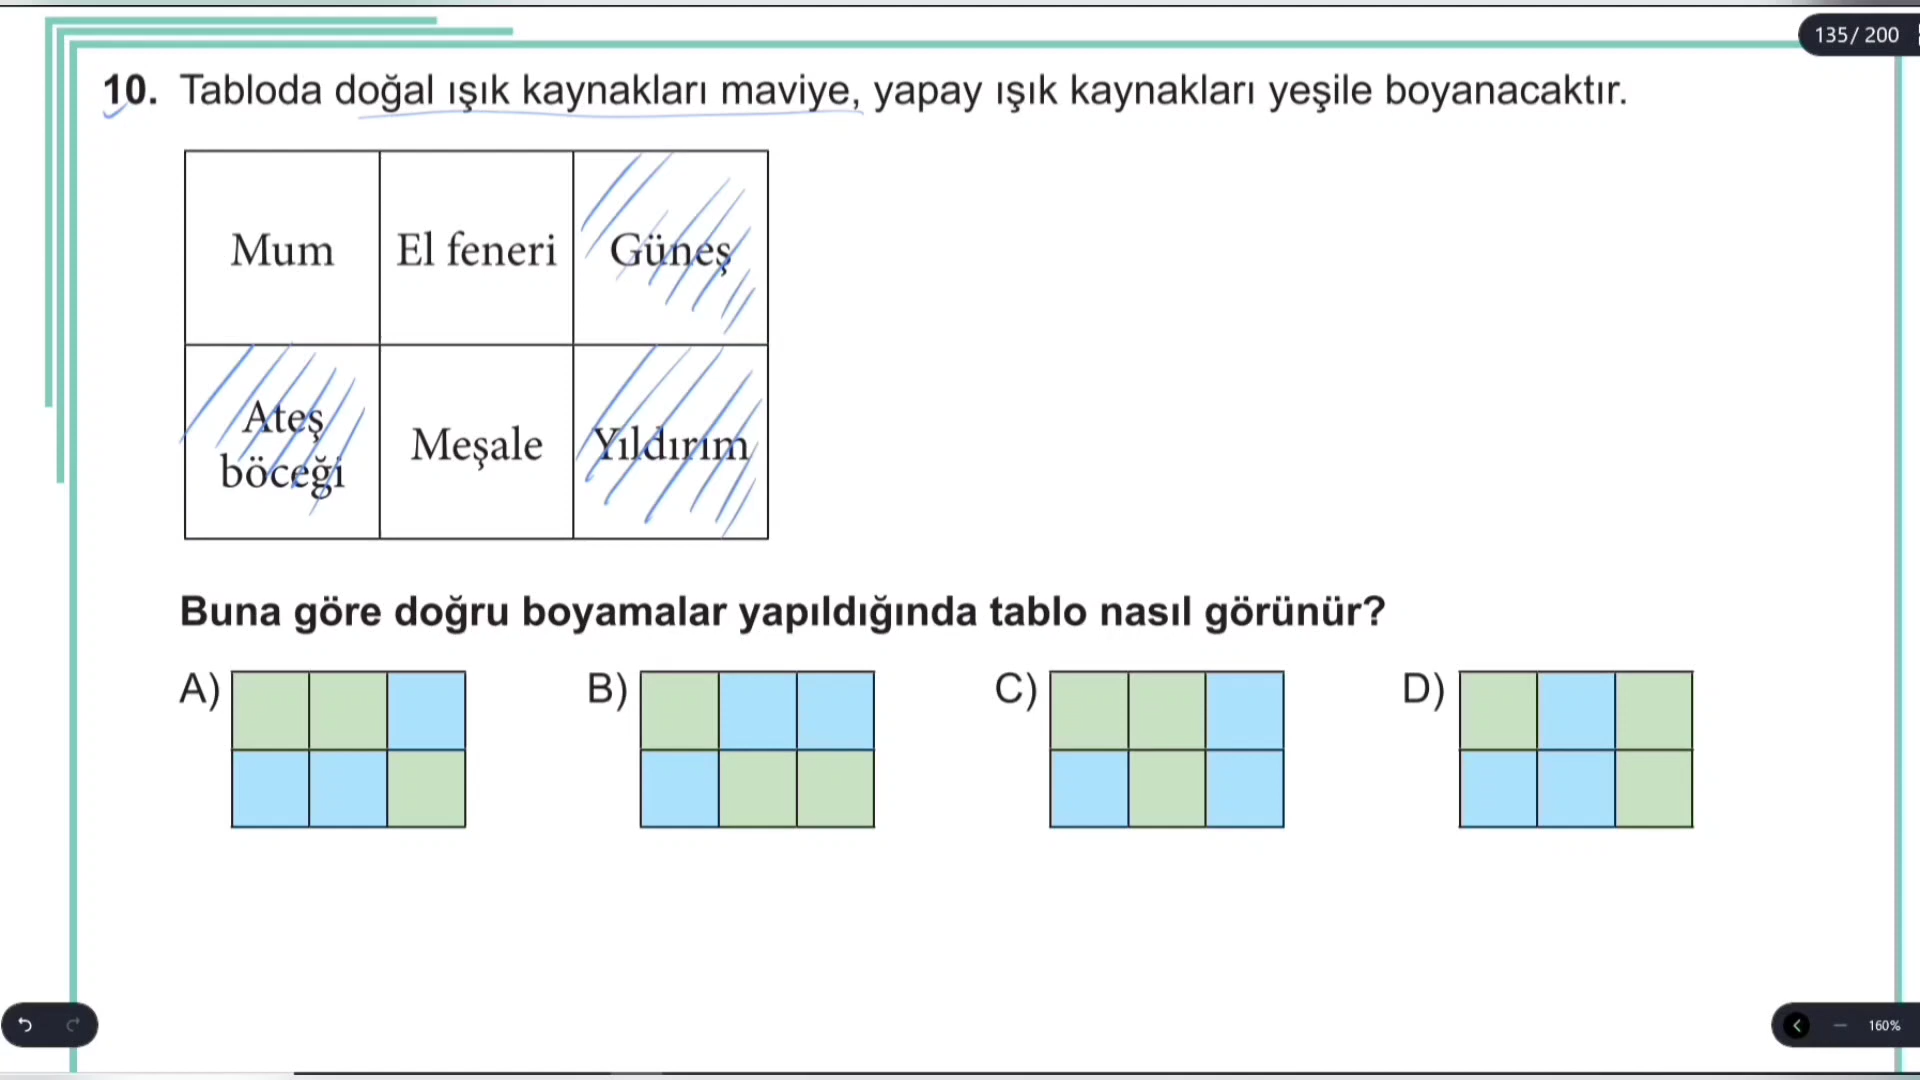 135/ 200
10. Tabloda doğal ışık kaynakları maviye, yapay ışık kaynakları yeşile boyanacaktır.
Mum El feneri Güneş
Ateş böceği Meşale Yıldırım
Buna göre doğru boyamalar yapıldığında tablo nasıl görünür?
A) B) C) D)
160%